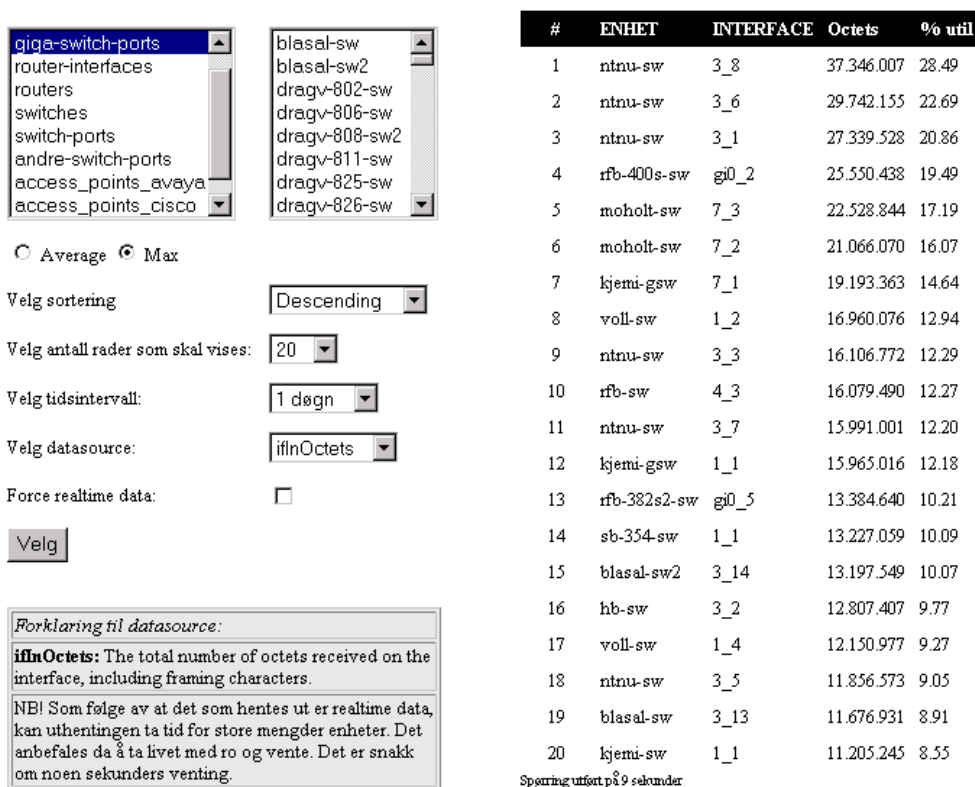 giga-switch-ports
router-interfaces
routers
switches
switch-ports
andre-switch-ports
access_points_avaya
access_points_cisco
blasal-sw
blasal-sw2
dragv-802-sw
dragv-806-sw
dragv-808-sw2
dragv-811-sw
dragv-825-sw
dragv-826-sw
Average Max
Velg sortering Descending
Velg antall rader som skal vises: 20
Velg tidsintervall: 1 døgn
Velg datasource: ifInOctets
Force realtime data:
Velg
Forklaring til datasource:
ifInOctets: The total number of octets received on the
interface, including framing characters.
NB! Som følge av at det som hentes ut er realtime data,
kan uthentingen ta tid for store mengder enheter. Det
anbefales da å ta livet med ro og vente. Det er snakk
om noen sekunders venting.
# ENHET INTERFACE Octets % util
1 ntnu-sw 3_8 37.346.007 28.49
2 ntnu-sw 3_6 29.742.155 22.69
3 ntnu-sw 3_1 27.339.528 20.86
4 rfb-400s-sw gi0_2 25.550.438 19.49
5 moholt-sw 7_3 22.528.844 17.19
6 moholt-sw 7_2 21.066.070 16.07
7 kjemi-gsw 7_1 19.193.363 14.64
8 voll-sw 1_2 16.960.076 12.94
9 ntnu-sw 3_3 16.106.772 12.29
10 rfb-sw 4_3 16.079.490 12.27
11 ntnu-sw 3_7 15.991.001 12.20
12 kjemi-gsw 1_1 15.965.016 12.18
13 rfb-382s2-sw gi0_5 13.384.640 10.21
14 sb-354-sw 1_1 13.227.059 10.09
15 blasal-sw2 3_14 13.197.549 10.07
16 hb-sw 3_2 12.807.407 9.77
17 voll-sw 1_4 12.150.977 9.27
18 ntnu-sw 3_5 11.856.573 9.05
19 blasal-sw 3_13 11.676.931 8.91
20 kjemi-sw 1_1 11.205.245 8.55
Spørring utført på 9 sekunder